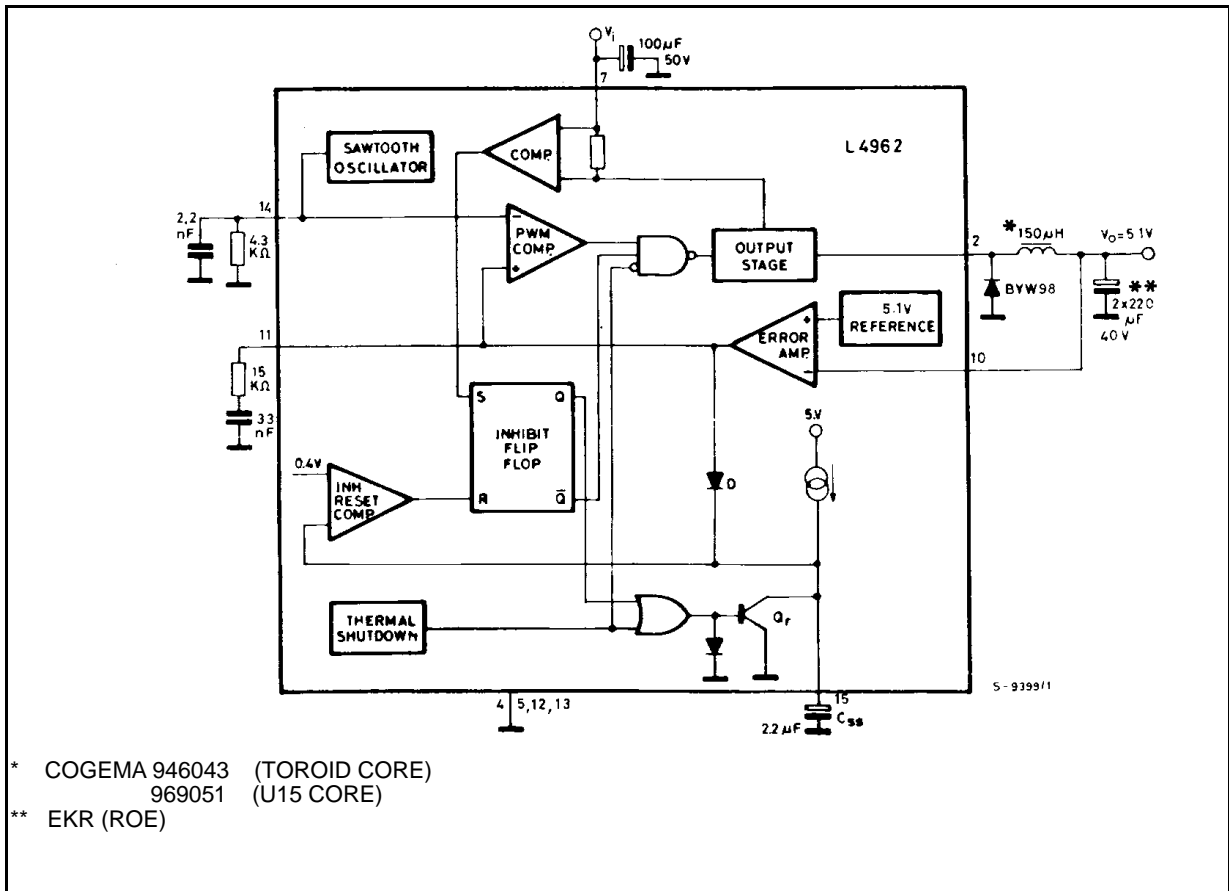 Vi
100µF
50V
7
L4962
SAWTOOTH
OSCILLATOR
COMP.
14
2,2
nF
4.3
KΩ
-
PWM
COMP.
+
OUTPUT
STAGE
2
*
150µH
Vo=5.1V
BYW98
**
2x220
µF
40V
5.1V
REFERENCE
+
ERROR
AMP.
-
10
11
15
KΩ
33
nF
S
Q
INHIBIT
FLIP
FLOP
R
Q̅
0.4V
INH
RESET
COMP.
D
5V
THERMAL
SHUTDOWN
Qr
S-9399/1
4
5,12,13
15
Css
2.2µF
* COGEMA 946043 (TOROID CORE)
969051 (U15 CORE)
** EKR (ROE)